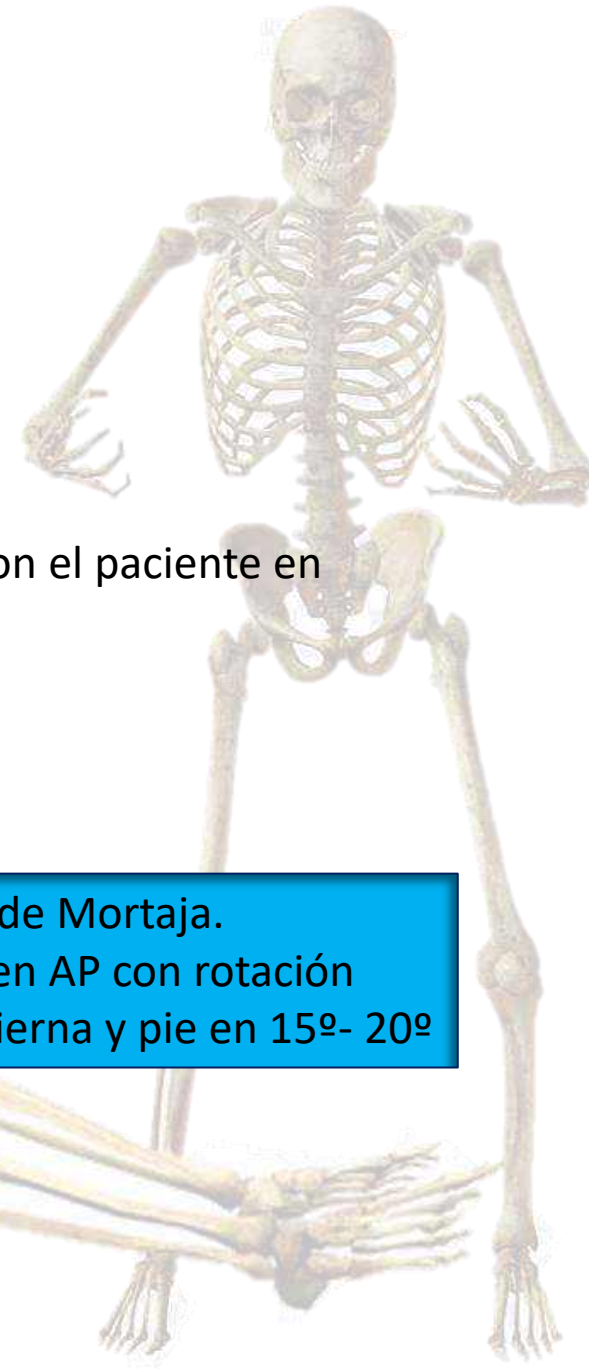 on el paciente en
de Mortaja.
en AP con rotación
ierna y pie en 15º- 20º